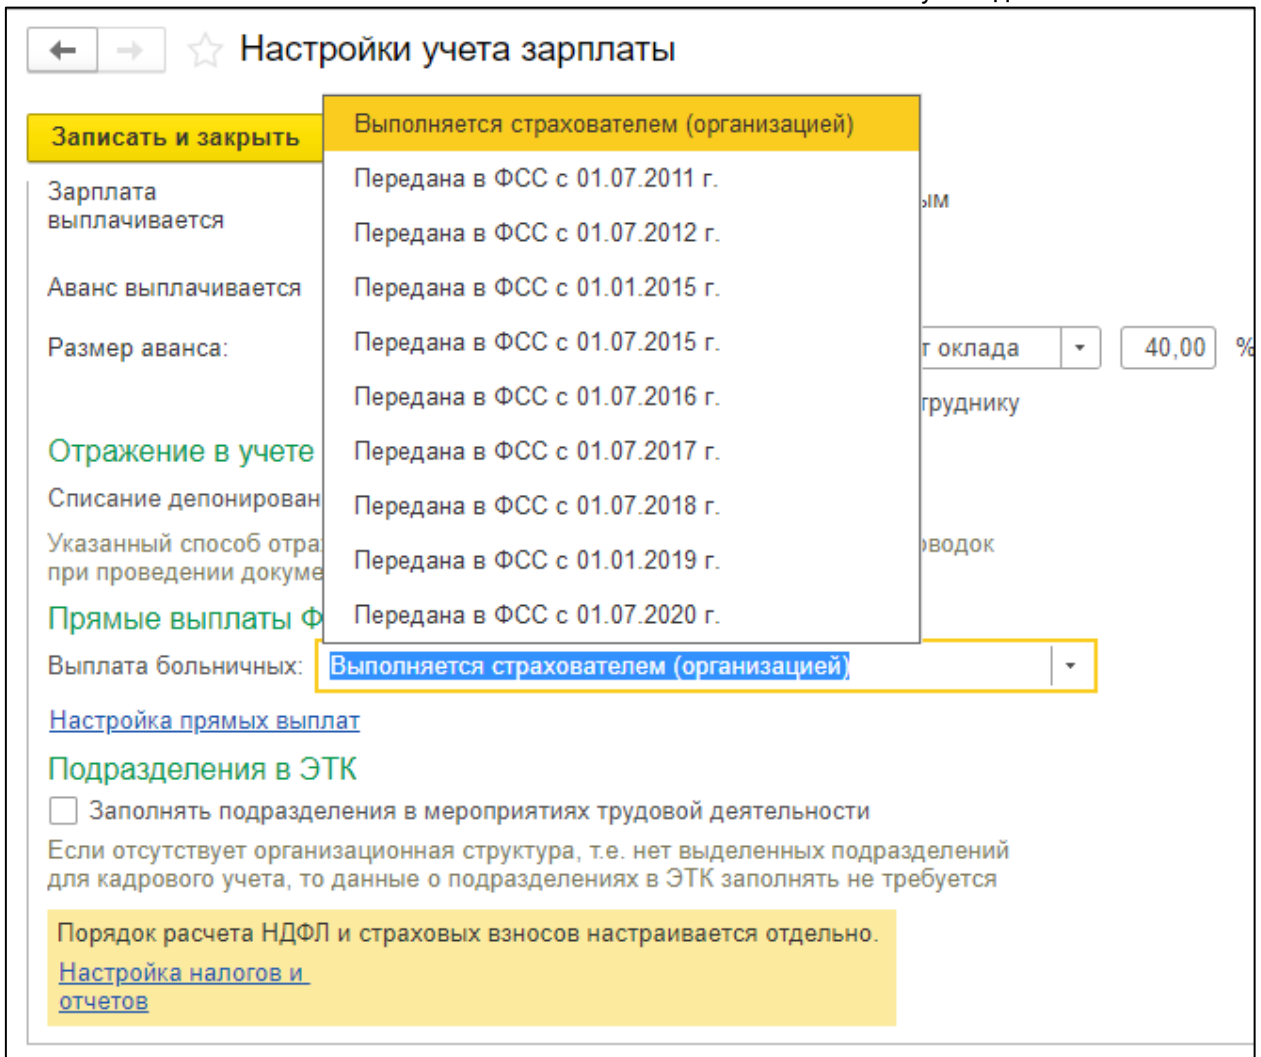 Настройки учета зарплаты
Записать и закрыть
Выполняется страхователем (организацией)
Передана в ФСС с 01.07.2011 г.
Передана в ФСС с 01.07.2012 г.
Передана в ФСС с 01.01.2015 г.
Передана в ФСС с 01.07.2015 г.
Передана в ФСС с 01.07.2016 г.
Передана в ФСС с 01.07.2017 г.
Передана в ФСС с 01.07.2018 г.
Передана в ФСС с 01.01.2019 г.
Передана в ФСС с 01.07.2020 г.
Зарплата
выплачивается
ым
Аванс выплачивается
Размер аванса:
т оклада 40,00 %
труднику
Отражение в учете
Списание депонирован
Указанный способ отра
оводок
при проведении докуме
Прямые выплаты Ф
Выплата больничных: Выполняется страхователем (организацией)
Настройка прямых выплат
Подразделения в ЭТК
Заполнять подразделения в мероприятиях трудовой деятельности
Если отсутствует организационная структура, т.е. нет выделенных подразделений
для кадрового учета, то данные о подразделениях в ЭТК заполнять не требуется
Порядок расчета НДФЛ и страховых взносов настраивается отдельно.
Настройка налогов и
отчетов